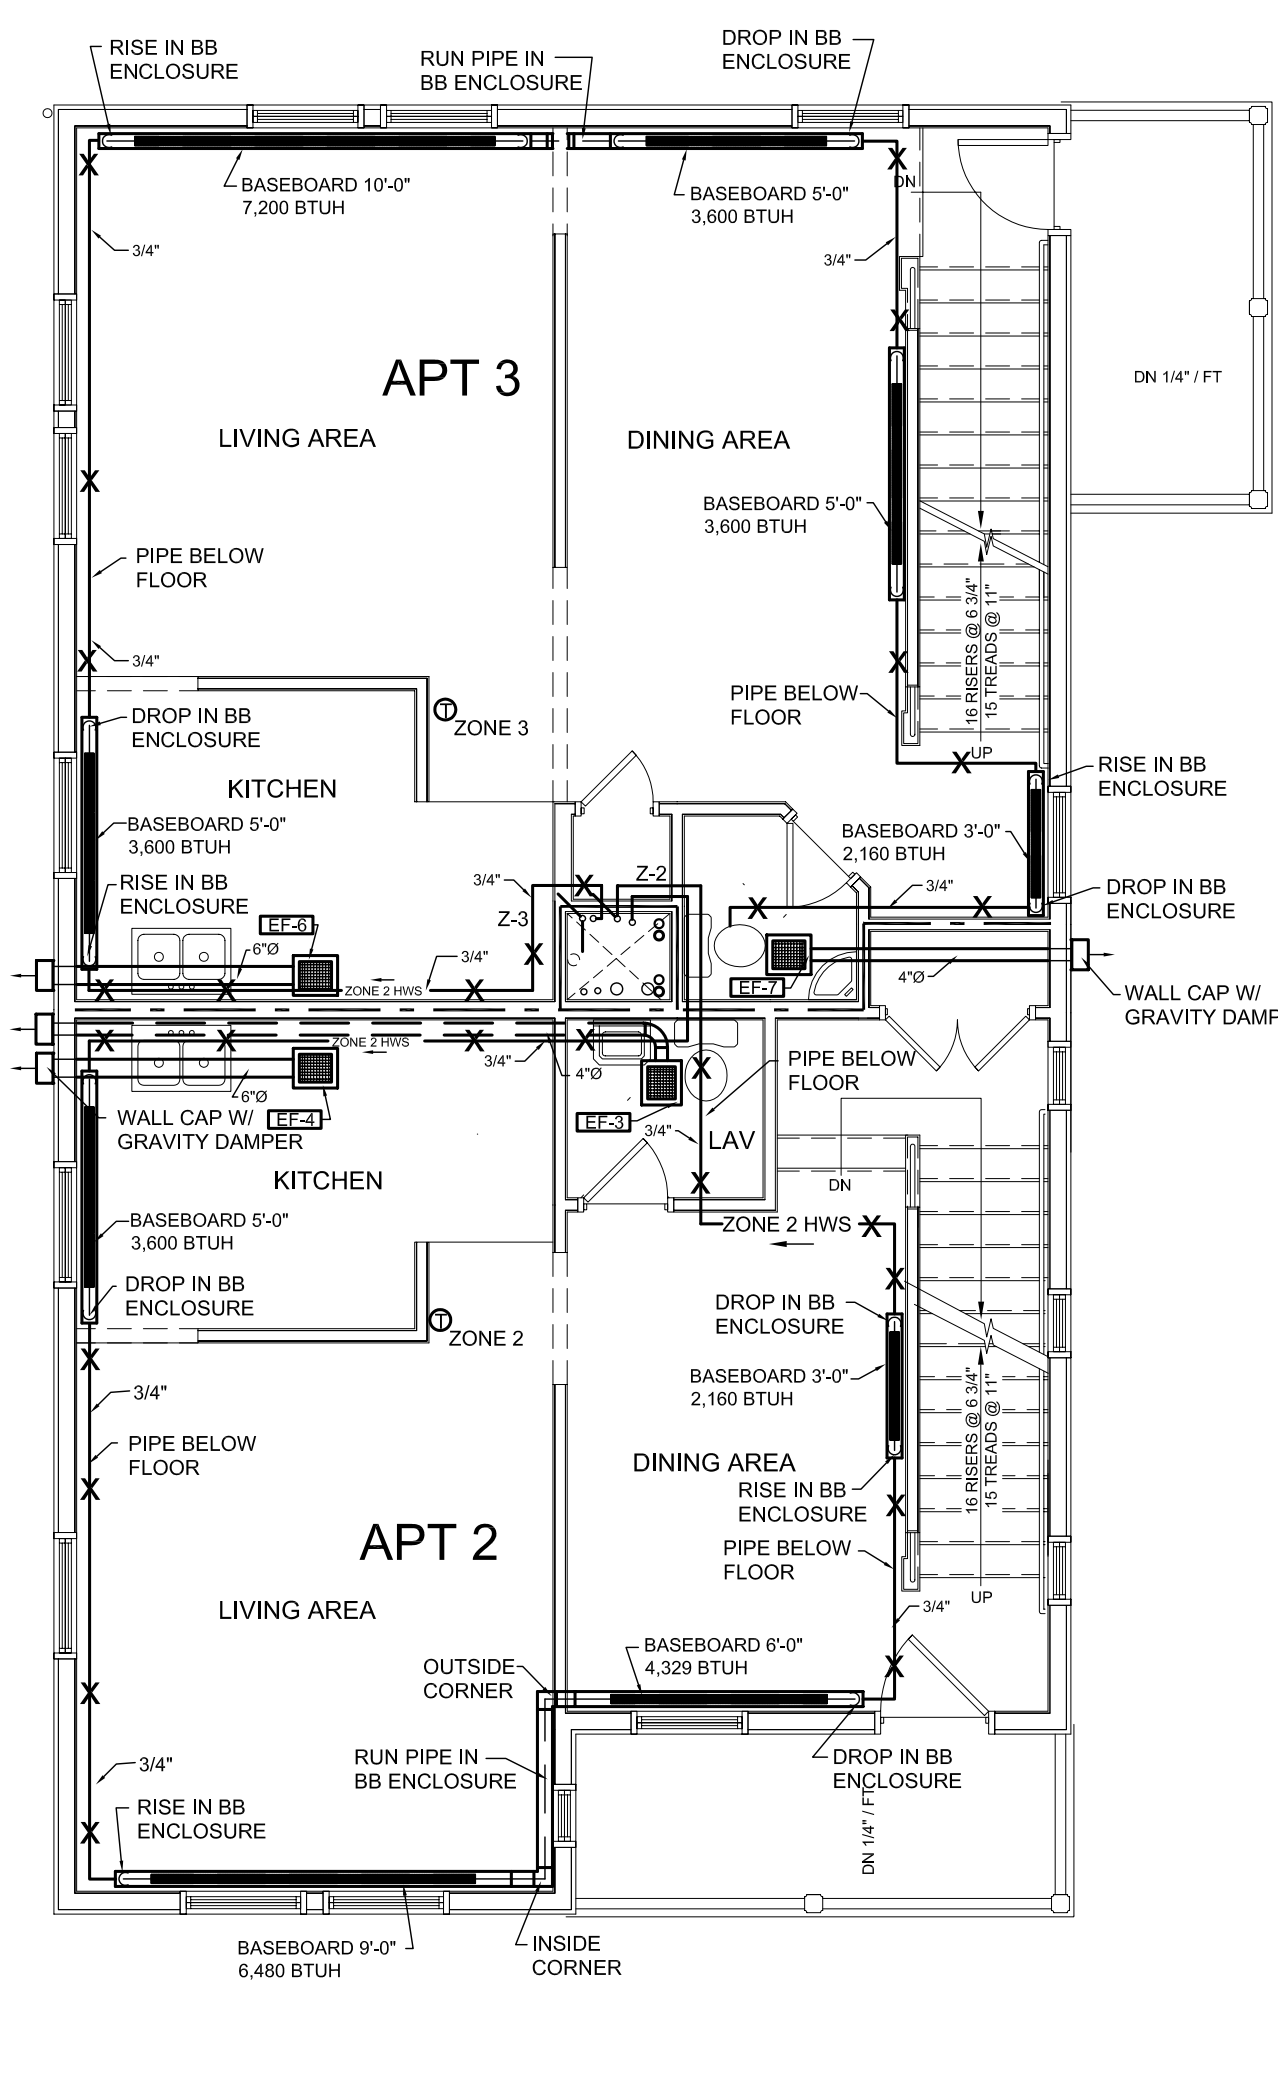 RISE IN BB
ENCLOSURE
RUN PIPE IN
BB ENCLOSURE
DROP IN BB
ENCLOSURE
BASEBOARD 10'-0"
7,200 BTUH
BASEBOARD 5'-0"
3,600 BTUH
DN
3/4"
3/4"
APT 3
DN 1/4" / FT
LIVING AREA
DINING AREA
BASEBOARD 5'-0"
3,600 BTUH
PIPE BELOW
FLOOR
16 RISERS @ 6 3/4"
15 TREADS @ 11"
3/4"
PIPE BELOW
FLOOR
DROP IN BB
ENCLOSURE
T
ZONE 3
UP
RISE IN BB
ENCLOSURE
KITCHEN
BASEBOARD 5'-0"
3,600 BTUH
BASEBOARD 3'-0"
2,160 BTUH
RISE IN BB
ENCLOSURE
3/4"
Z-2
3/4"
DROP IN BB
ENCLOSURE
Z-3
EF-6
6"Ø
3/4"
4"Ø
EF-7
ZONE 2 HWS
WALL CAP W/
GRAVITY DAMP
ZONE 2 HWS
3/4"
4"Ø
PIPE BELOW
FLOOR
6"Ø
WALL CAP W/
GRAVITY DAMPER
EF-4
EF-3
3/4"
LAV
KITCHEN
DN
BASEBOARD 5'-0"
3,600 BTUH
ZONE 2 HWS
DROP IN BB
ENCLOSURE
T
ZONE 2
DROP IN BB
ENCLOSURE
BASEBOARD 3'-0"
2,160 BTUH
3/4"
16 RISERS @ 6 3/4"
15 TREADS @ 11"
PIPE BELOW
FLOOR
DINING AREA
RISE IN BB
ENCLOSURE
APT 2
PIPE BELOW
FLOOR
UP
LIVING AREA
3/4"
BASEBOARD 6'-0"
4,329 BTUH
OUTSIDE
CORNER
3/4"
RUN PIPE IN
BB ENCLOSURE
DROP IN BB
ENCLOSURE
RISE IN BB
ENCLOSURE
DN 1/4" / FT
BASEBOARD 9'-0"
6,480 BTUH
INSIDE
CORNER